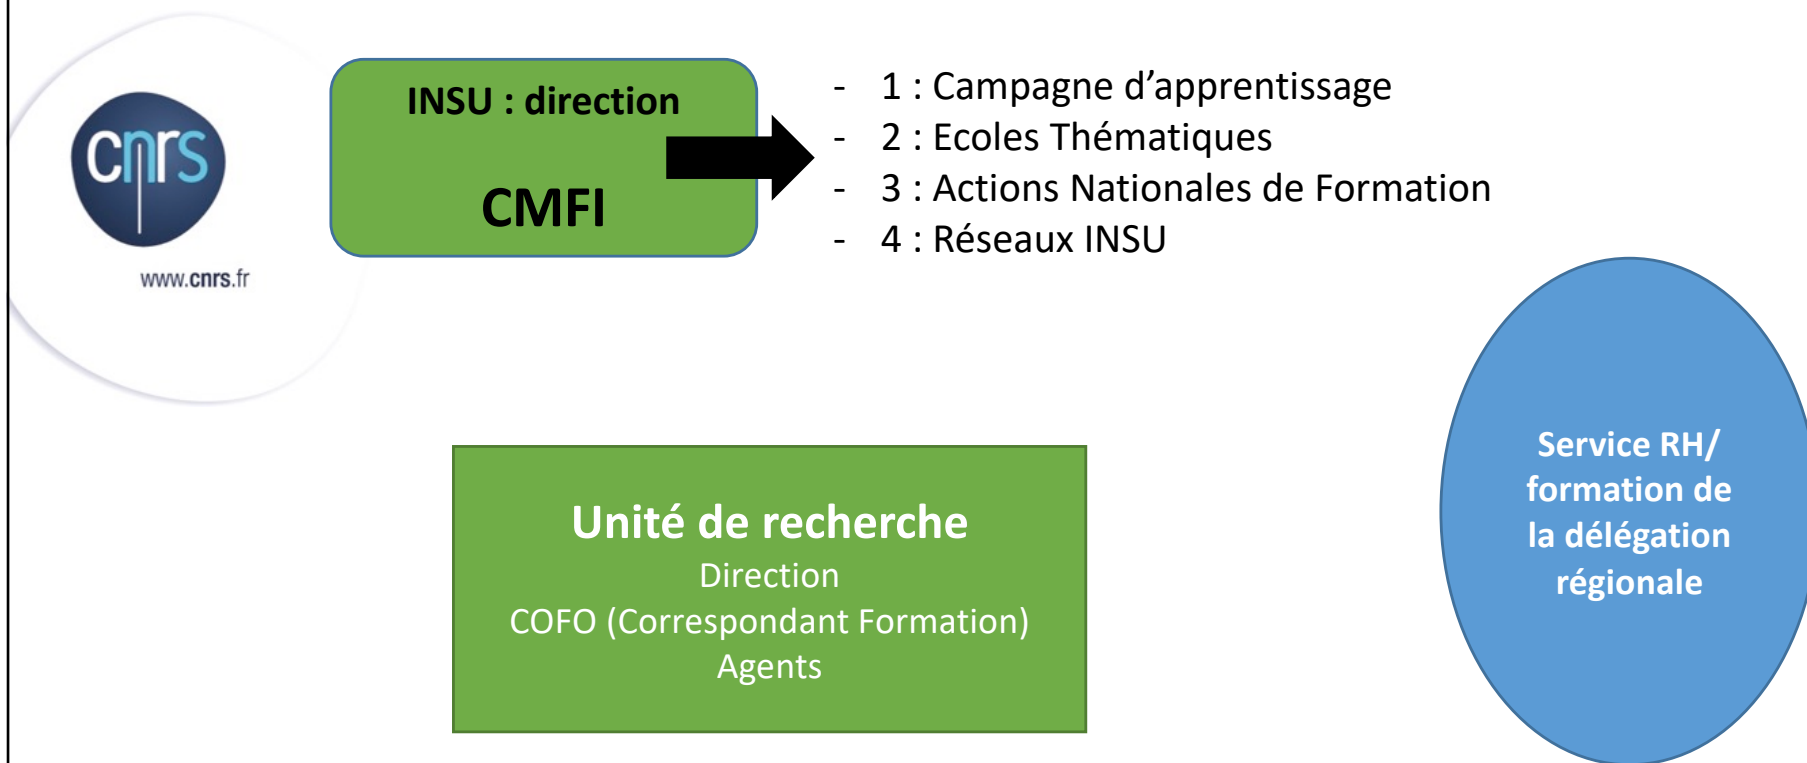 cnrs
www.cnrs.fr
INSU : direction
CMFI
- 1 : Campagne d'apprentissage
- 2 : Ecoles Thématiques
- 3 : Actions Nationales de Formation
- 4 : Réseaux INSU
Unité de recherche
Direction
COFO (Correspondant Formation)
Agents
Service RH/
formation de
la délégation
régionale